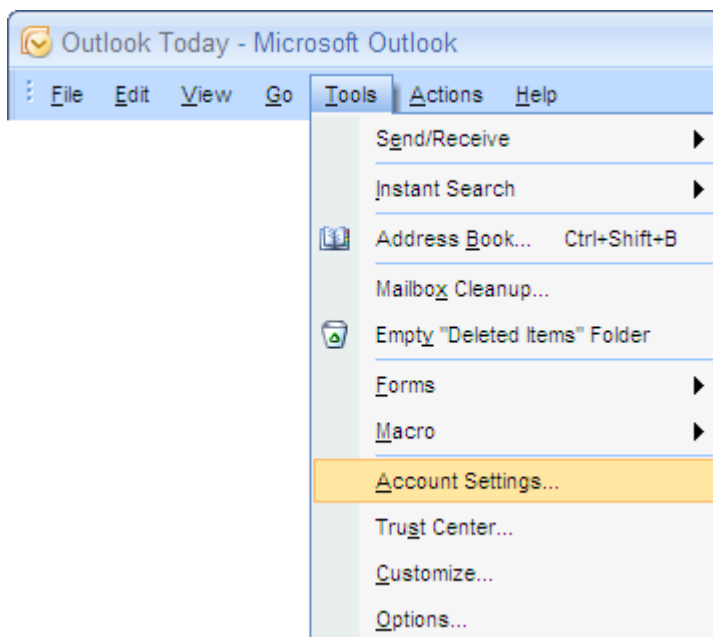 Outlook Today - Microsoft Outlook
File Edit View Go Tools Actions Help
Send/Receive
Instant Search
Address Book... Ctrl+Shift+B
Mailbox Cleanup...
Empty "Deleted Items" Folder
Forms
Macro
Account Settings...
Trust Center...
Customize...
Options...